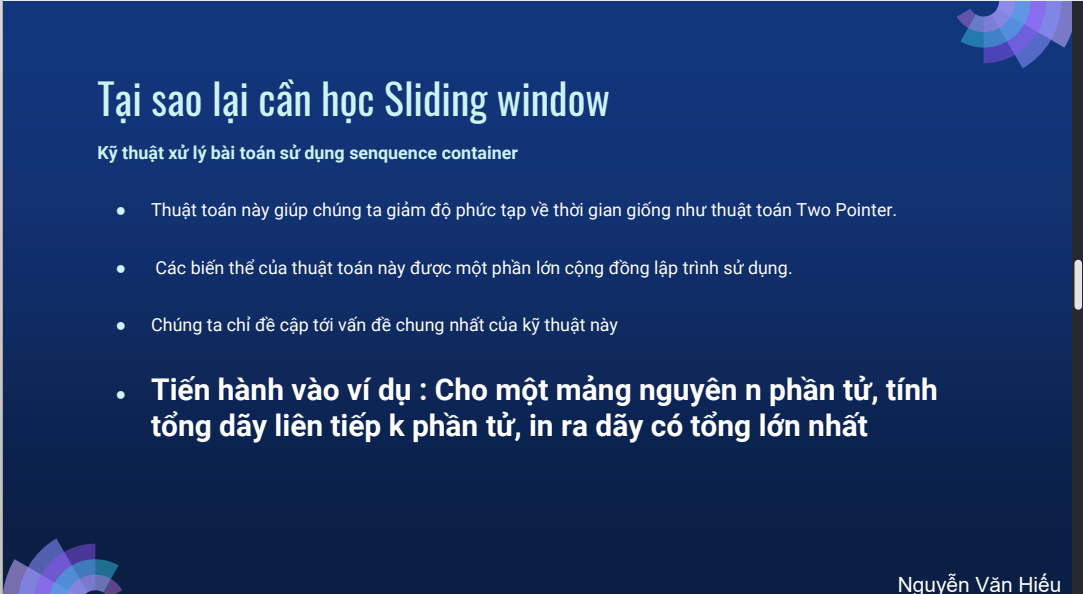 Tại sao lại cần học Sliding window
Kỹ thuật xử lý bài toán sử dụng senquence container
● Thuật toán này giúp chúng ta giảm độ phức tạp về thời gian giống như thuật toán Two Pointer.
● Các biến thể của thuật toán này được một phần lớn cộng đồng lập trình sử dụng.
● Chúng ta chỉ đề cập tới vấn đề chung nhất của kỹ thuật này
● Tiến hành vào ví dụ : Cho một mảng nguyên n phần tử, tính
tổng dãy liên tiếp k phần tử, in ra dãy có tổng lớn nhất
Nguyễn Văn Hiếu